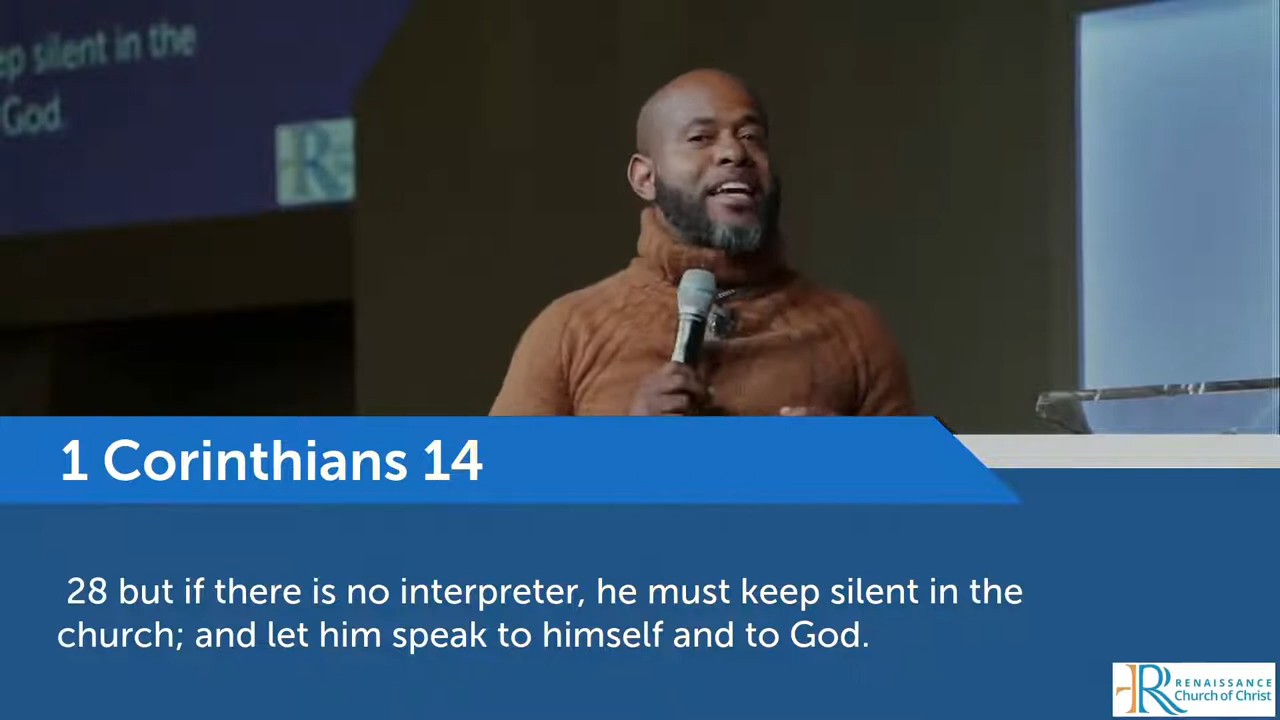 ep silent in the
God.
R
1 Corinthians 14
28 but if there is no interpreter, he must keep silent in the
church; and let him speak to himself and to God.
R RENAISSANCE
Church of Christ